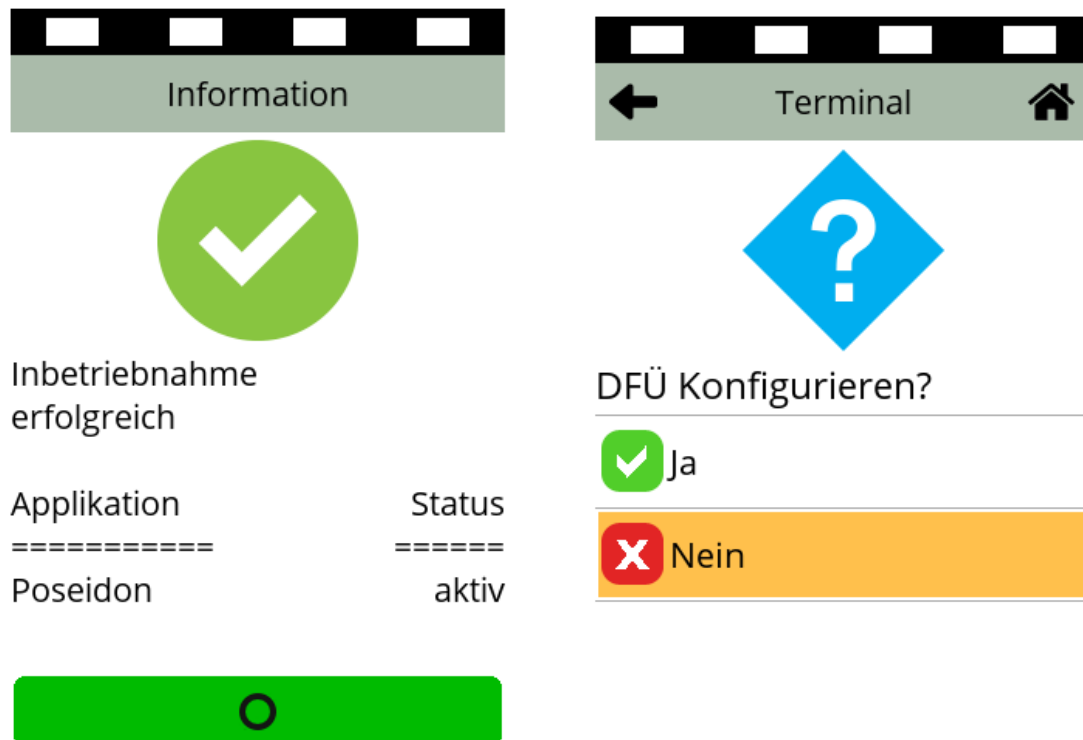 Information
Inbetriebnahme
erfolgreich
Applikation Status
=========== ======
Poseidon aktiv
Terminal
?
DFÜ Konfigurieren?
Ja
Nein